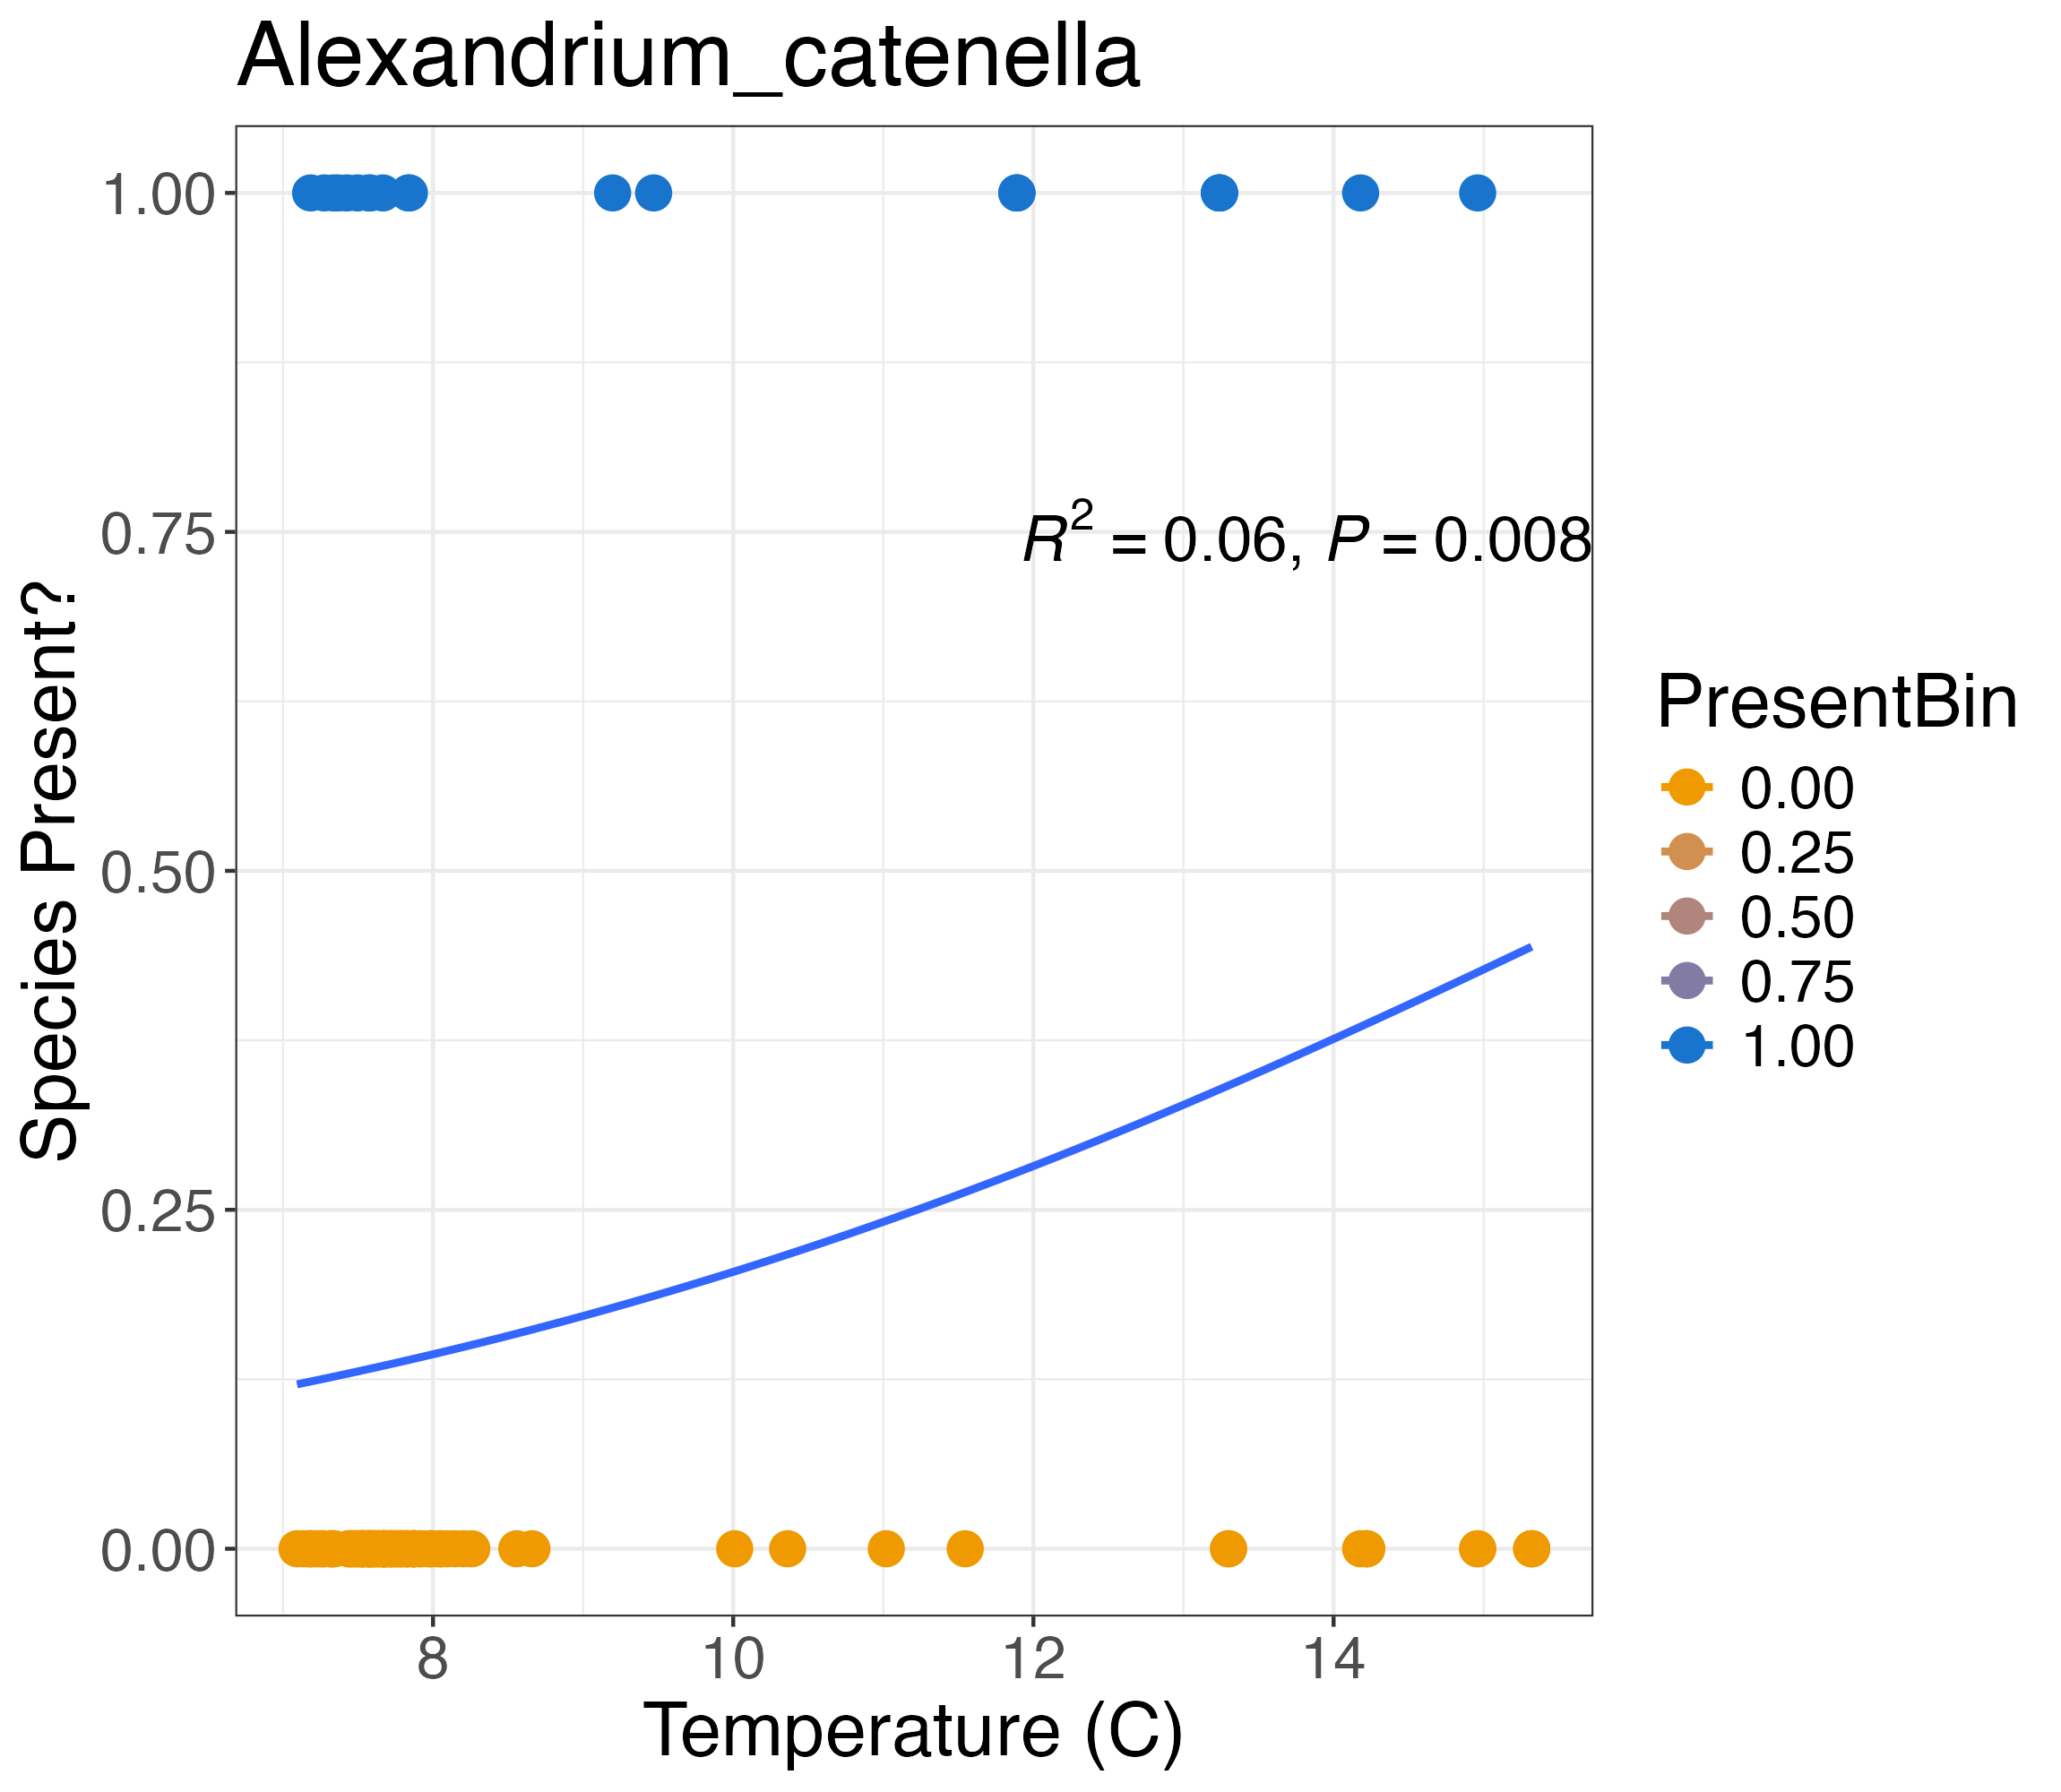 Alexandrium_catenella
1.00
0.75
0.50
0.25
0.00
Species Present?
R² = 0.06, P = 0.008
8 10 12 14
Temperature (C)
PresentBin
0.00
0.25
0.50
0.75
1.00